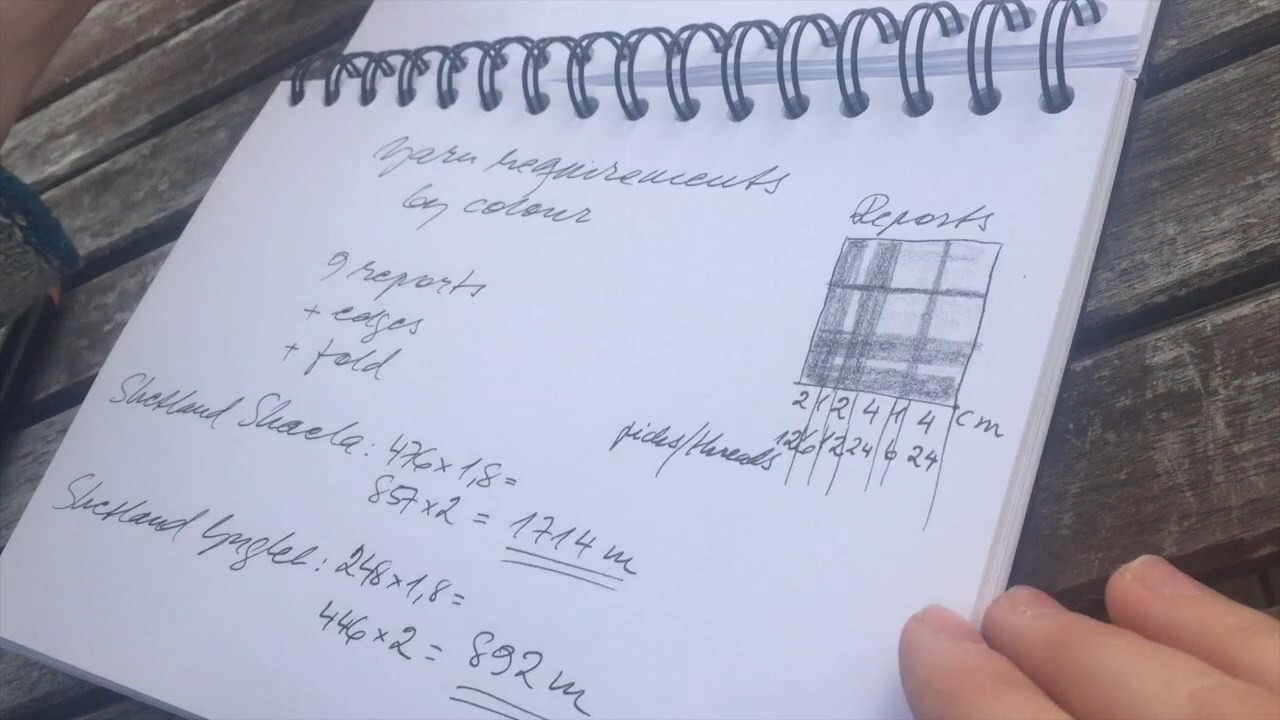 Yarn requirements
by colour
9 reports
+ edges
+ fold
Shetland Shaela: 476 x 1,8 =
857 x 2 = 1714 m
Shetland : 248 x 1,8 =
446 x 2 = 892 m
Reports
2 1 2 4 1 4 cm
picks/threads 12 6 12 24 6 24